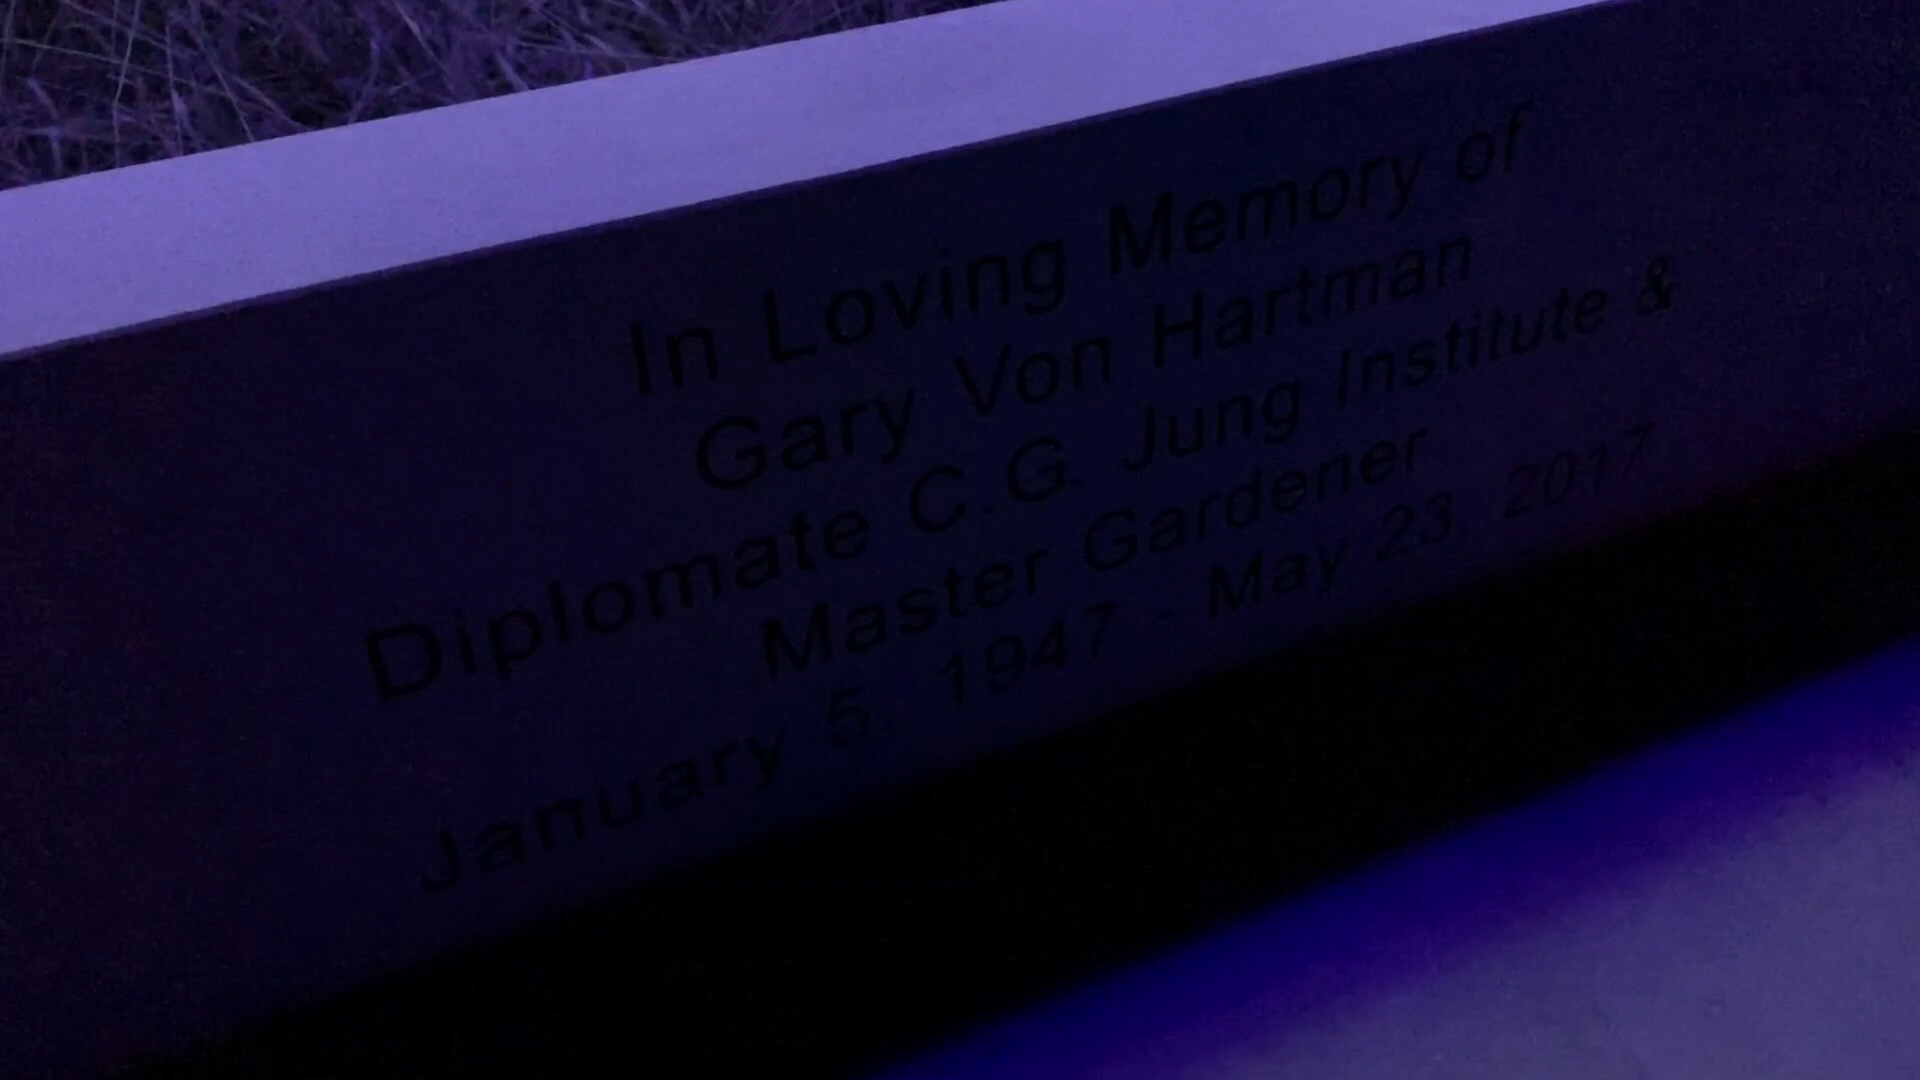 In Loving Memory of
Gary Von Hartman
Diplomate C.G. Jung Institute &
Master Gardener
January 5, 1947 - May 23, 2017